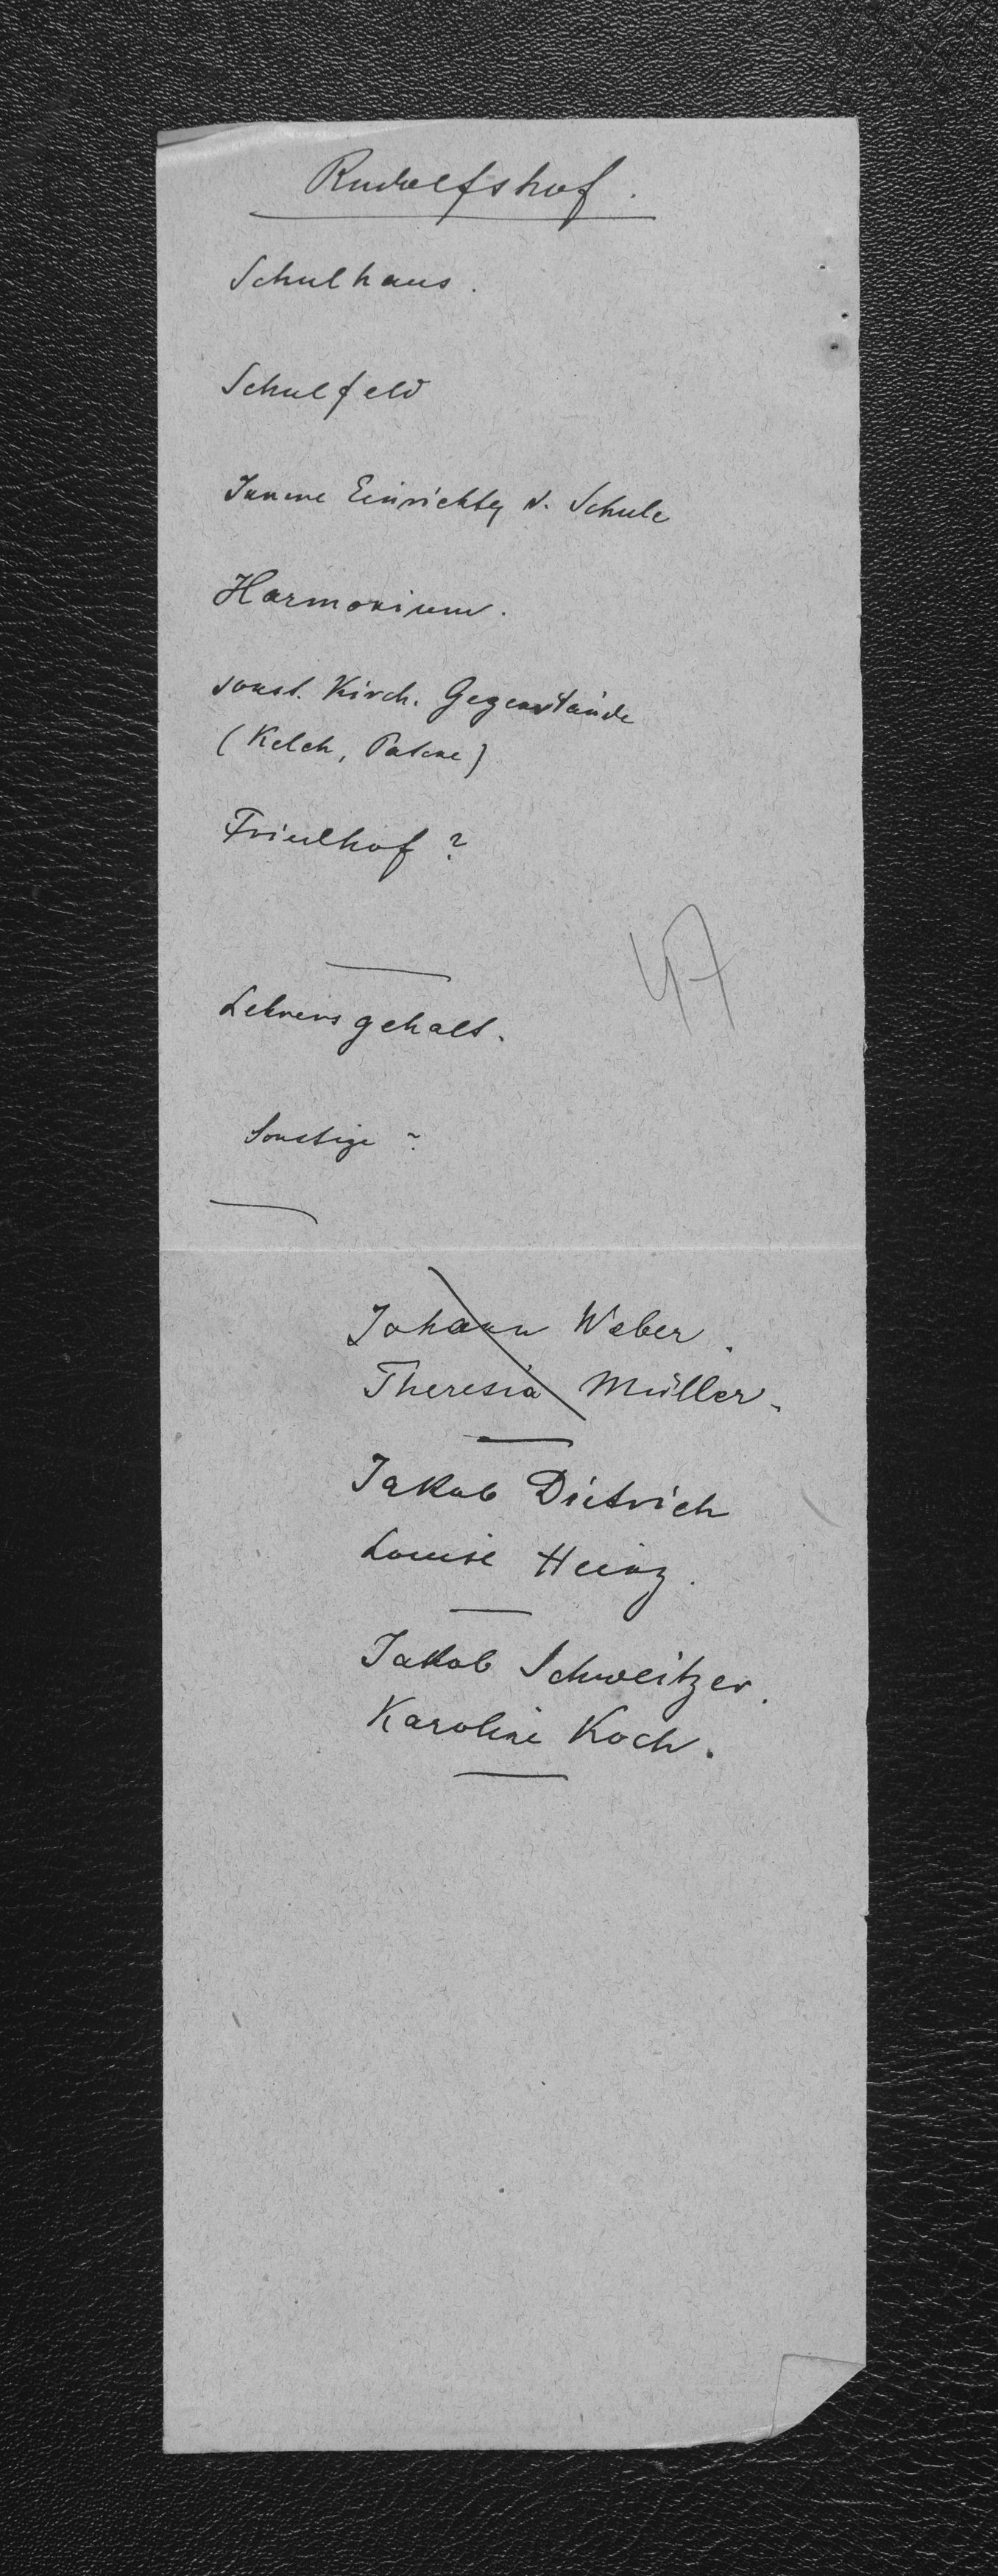 Rudolfshof.
Schulhaus.
Schulfeld
Innere Einrichtg d. Schule
Harmonium.
sonst. Kirch. Gegenstände
(Kelch, Patene)
Friedhof?
47
Lehrersgehalt.
Sonstige?
Johann Weber.
Theresia Müller.
Jakob Dietrich
Louise Heinz.
Jakob Schweitzer.
Karoline Koch.